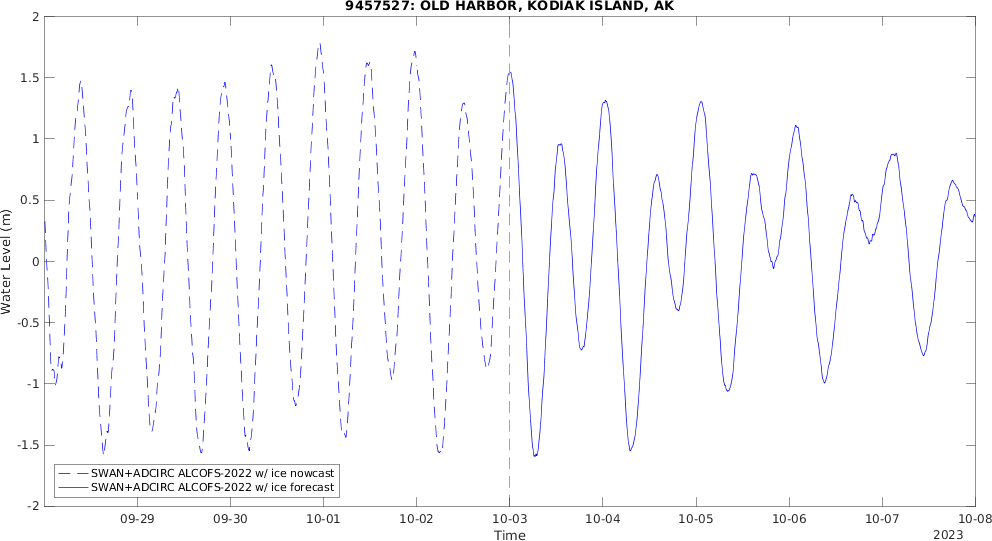 9457527: OLD HARBOR, KODIAK ISLAND, AK
2
1.5
1
0.5
0
-0.5
-1
-1.5
-2
Water Level (m)
SWAN+ADCIRC ALCOFS-2022 w/ ice nowcast
SWAN+ADCIRC ALCOFS-2022 w/ ice forecast
09-29 09-30 10-01 10-02 10-03 10-04 10-05 10-06 10-07 10-08
Time
2023